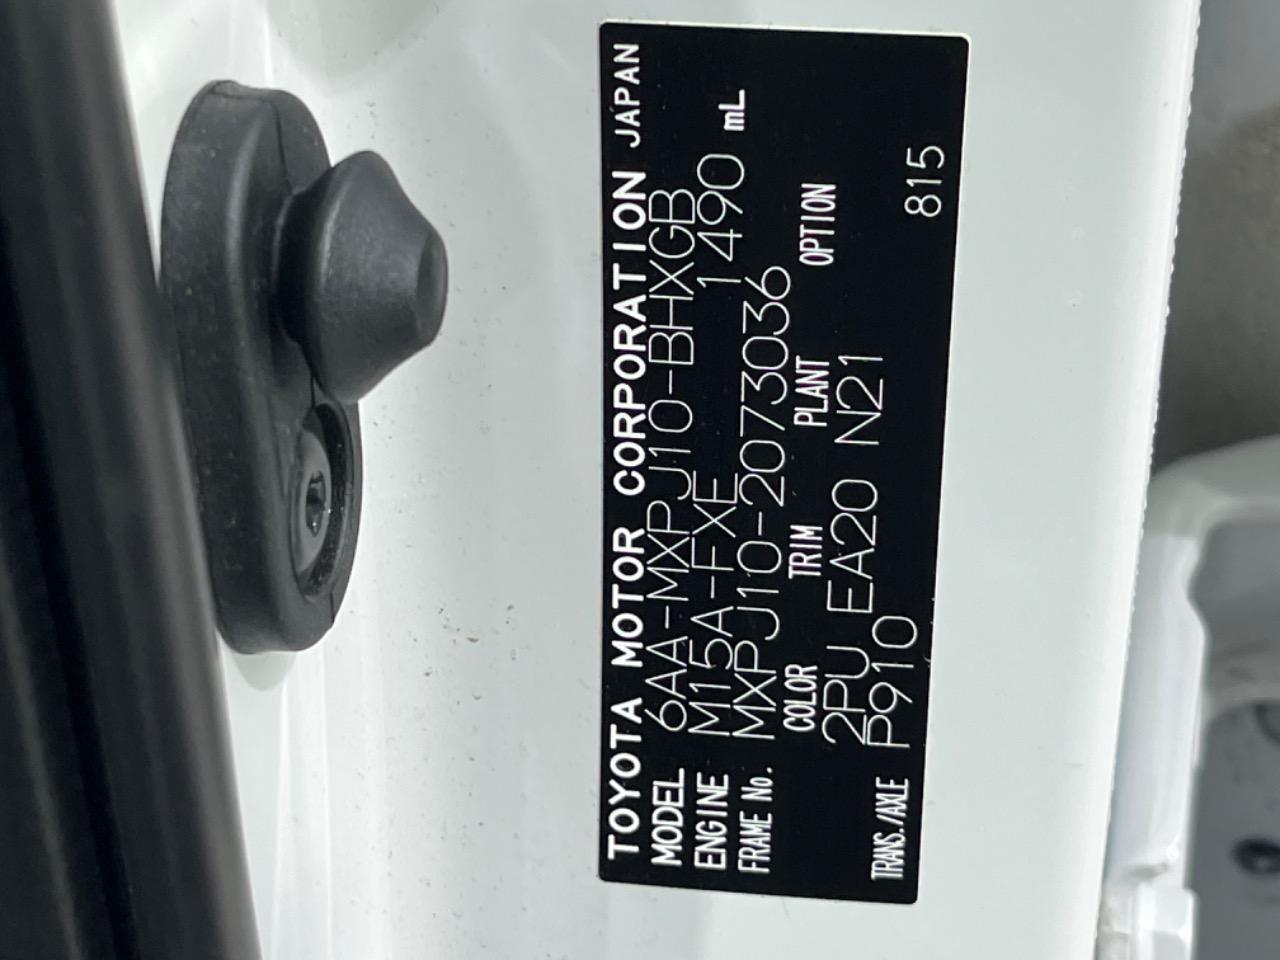 TOYOTA MOTOR CORPORATION JAPAN
MODEL 6AA-MXPJ10-BHXGB
ENGINE M15A-FXE 1490 mL
FRAME No. MXPJ10-2073036
COLOR TRIM PLANT OPTION
2PU EA20 N21
TRANS./AXLE P910 815